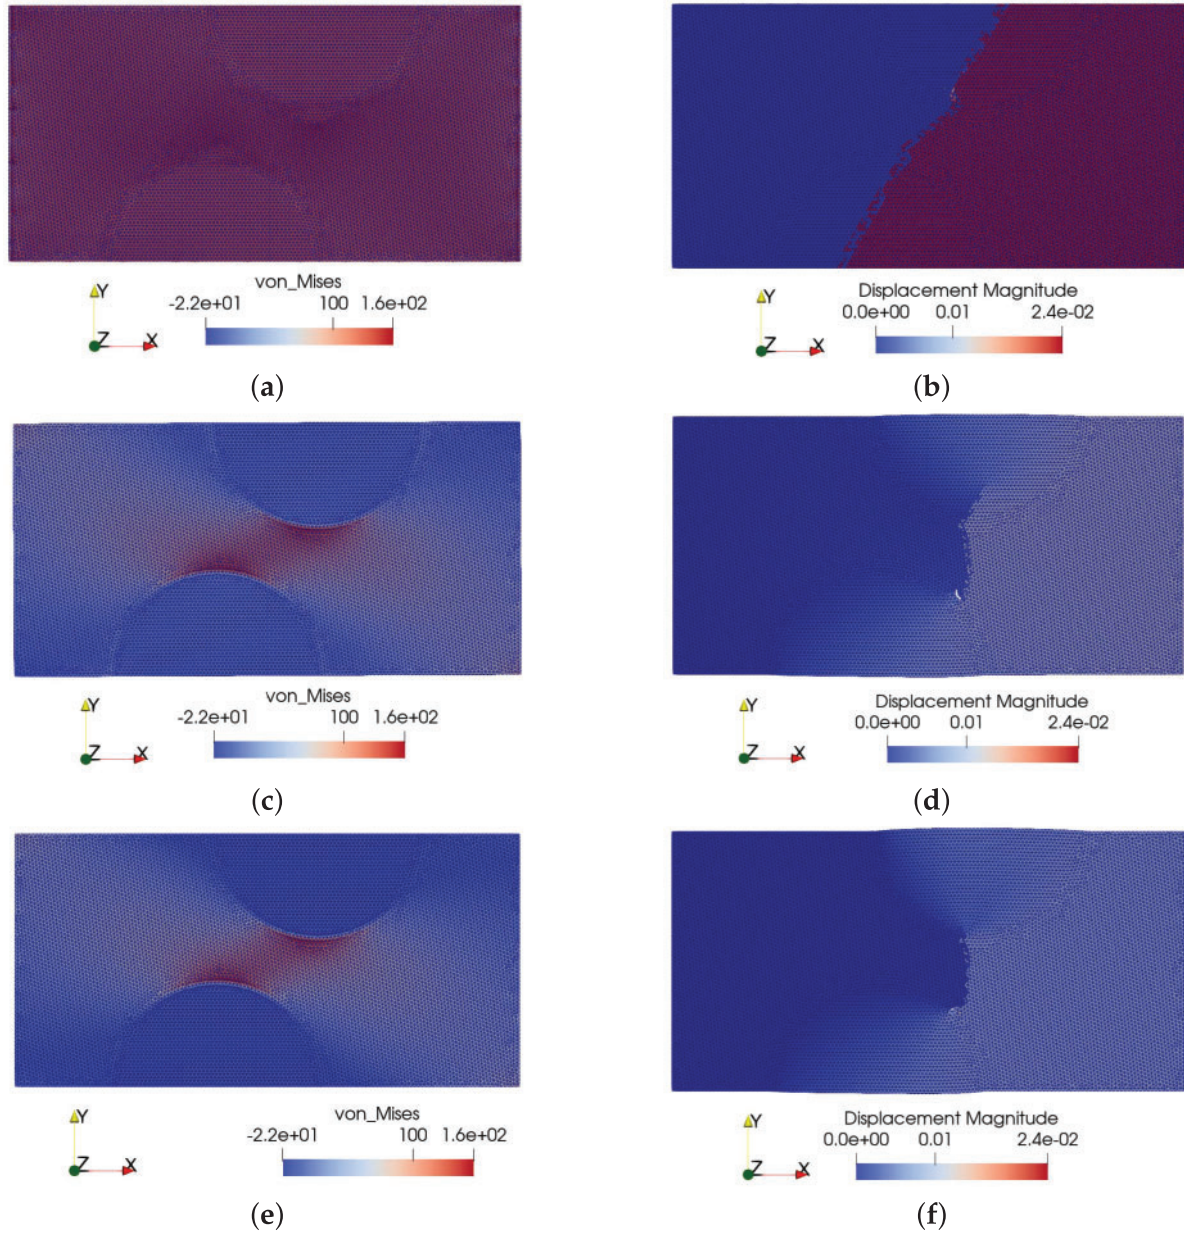 von_Mises
-2.2e+01 100 1.6e+02
Y
Z X
(a)
Displacement Magnitude
0.0e+00 0.01 2.4e-02
Y
Z X
(b)
von_Mises
-2.2e+01 100 1.6e+02
Y
Z X
(c)
Displacement Magnitude
0.0e+00 0.01 2.4e-02
Y
Z X
(d)
von_Mises
-2.2e+01 100 1.6e+02
Y
Z X
(e)
Displacement Magnitude
0.0e+00 0.01 2.4e-02
Y
Z X
(f)